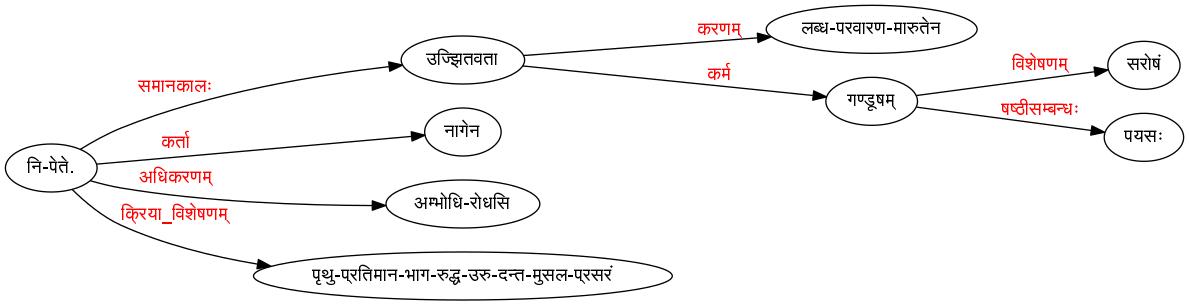 करणम्
लब्ध-परवारण-मारुतेन
उज्झितवता
विशेषणम्
सरोषं
कर्म
समानकालः
गण्डूषम्
षष्ठीसम्बन्धः
पयसः
नागेन
कर्ता
नि-पेते.
अधिकरणम्
अम्भोधि-रोधसि
क्रिया_विशेषणम्
पृथु-प्रतिमान-भाग-रुद्ध-उरु-दन्त-मुसल-प्रसरं